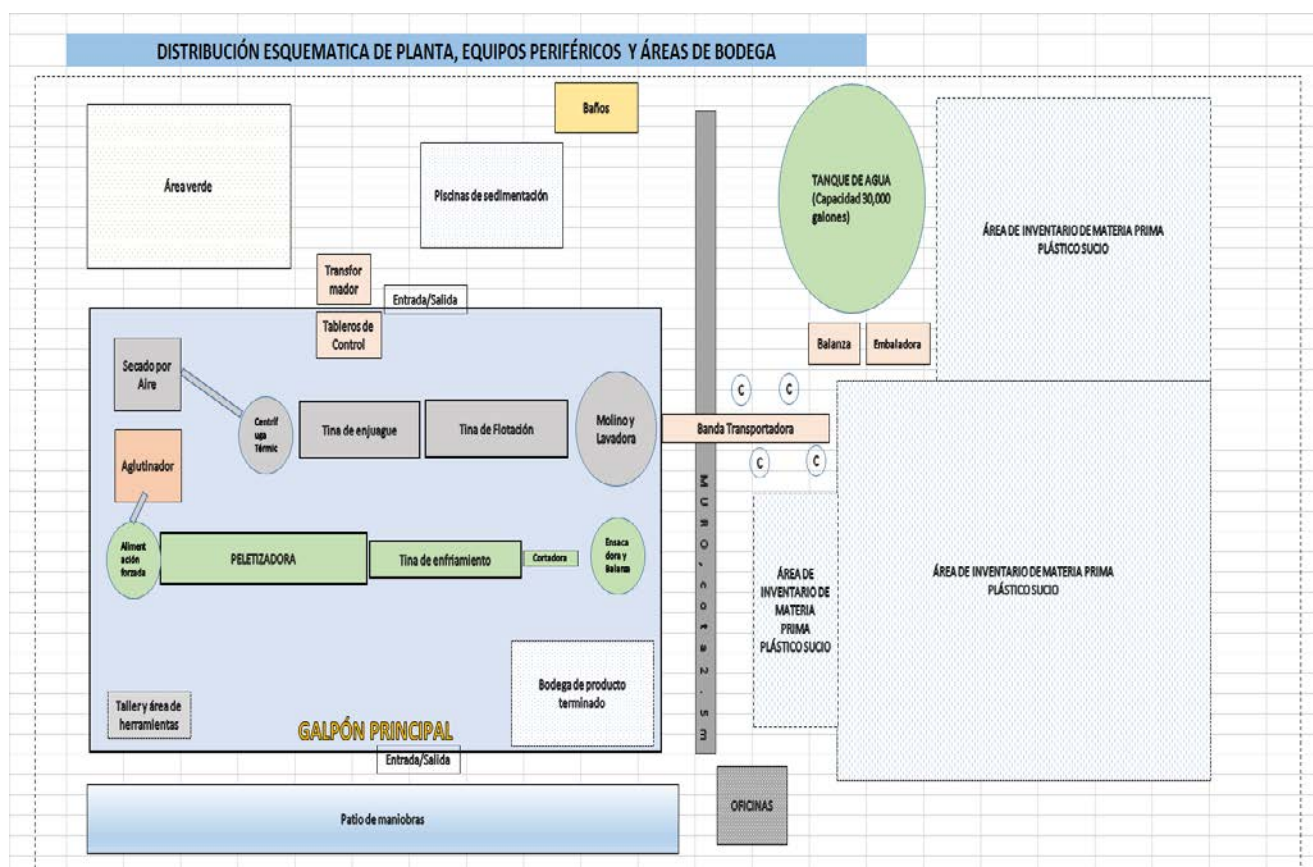 DISTRIBUCIÓN ESQUEMATICA DE PLANTA, EQUIPOS PERIFÉRICOS Y ÁREAS DE BODEGA
Baños
Área verde
Piscinas de sedimentación
TANQUE DE AGUA
(Capacidad 30,000
galones)
ÁREA DE INVENTARIO DE MATERIA PRIMA
PLÁSTICO SUCIO
Transfor
mador
Entrada/Salida
Tableros de
Control
Balanza
Embaladora
Secado por
Aire
C
C
Centríf
uga
Térmic
Tina de enjuague
Tina de Flotación
Molino y
Lavadora
Banda Transportadora
C
C
Aglutinador
MURO, cota 2.5m
Aliment
ación
forzada
PELETIZADORA
Tina de enfriamiento
Cortadora
Ensaca
dora y
Balanza
ÁREA DE
INVENTARIO DE
MATERIA
PRIMA
PLÁSTICO SUCIO
ÁREA DE INVENTARIO DE MATERIA PRIMA
PLÁSTICO SUCIO
Bodega de producto
terminado
Taller y área de
herramientas
GALPÓN PRINCIPAL
Entrada/Salida
Patio de maniobras
OFICINAS